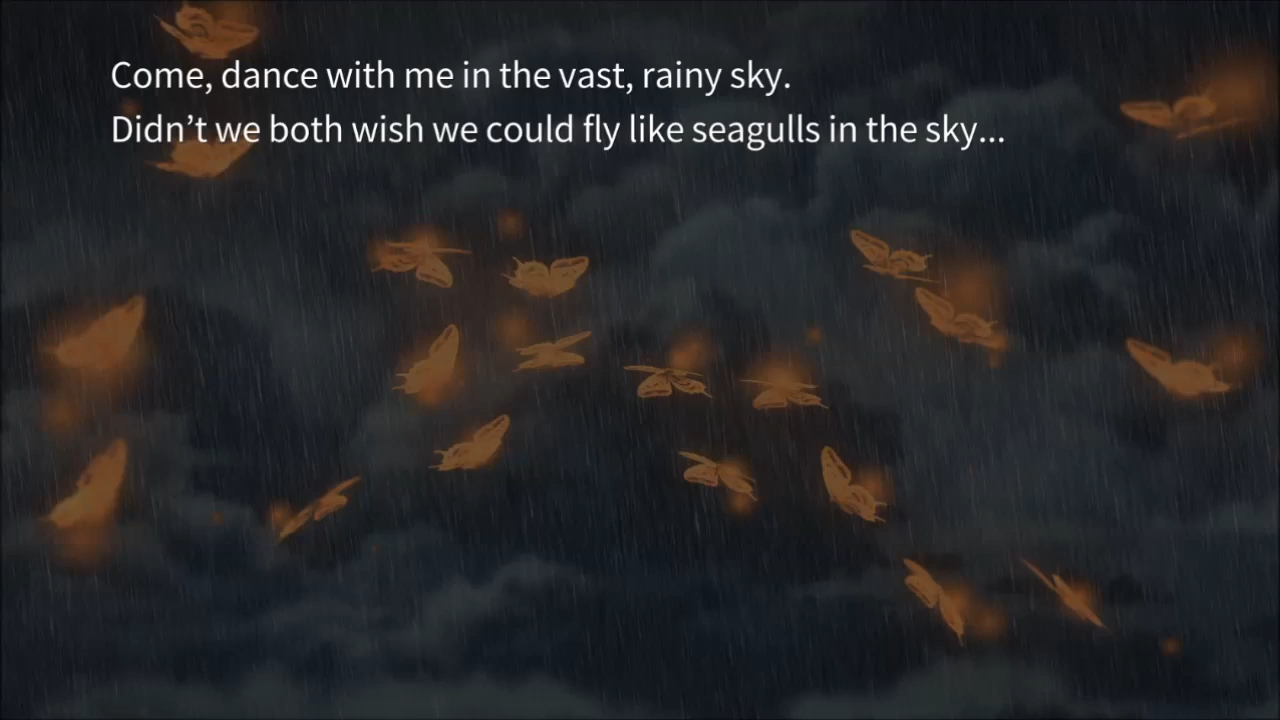 Come, dance with me in the vast, rainy sky.
Didn’t we both wish we could fly like seagulls in the sky...